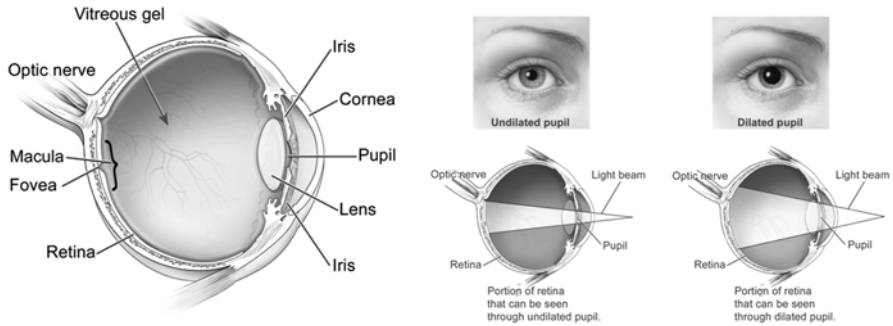 Vitreous gel
Optic nerve
Macula
Fovea
Retina
Iris
Cornea
Pupil
Lens
Iris
Undilated pupil
Optic nerve
Light beam
Pupil
Retina
Portion of retina
that can be seen
through undilated pupil.
Dilated pupil
Optic nerve
Light beam
Pupil
Retina
Portion of retina
that can be seen
through dilated pupil.